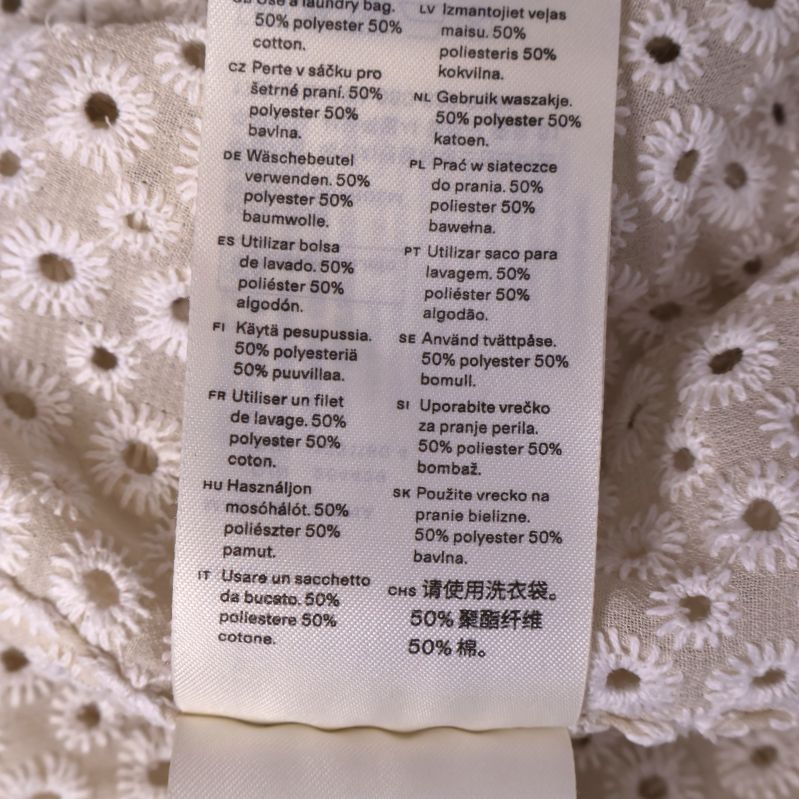 GB Use a laundry bag.
50% polyester 50%
cotton.
CZ Perte v sáčku pro
šetrné praní. 50%
polyester 50%
bavlna.
DE Wäschebeutel
verwenden. 50%
polyester 50%
baumwolle.
ES Utilizar bolsa
de lavado. 50%
poliéster 50%
algodón.
FI Käytä pesupussia.
50% polyesteriä
50% puuvillaa.
FR Utiliser un filet
de lavage. 50%
polyester 50%
coton.
HU Használjon
mosóhálót. 50%
poliészter 50%
pamut.
IT Usare un sacchetto
da bucato. 50%
poliestere 50%
cotone.
LV Izmantojiet veļas
maisu. 50%
poliesteris 50%
kokvilna.
NL Gebruik waszakje.
50% polyester 50%
katoen.
PL Prać w siateczce
do prania. 50%
poliester 50%
bawełna.
PT Utilizar saco para
lavagem. 50%
poliéster 50%
algodão.
SE Använd tvättpåse.
50% polyester 50%
bomull.
SI Uporabite vrečko
za pranje perila.
50% poliester 50%
bombaž.
SK Použite vrecko na
pranie bielizne.
50% polyester 50%
bavlna.
CHS 请使用洗衣袋。
50% 聚酯纤维
50% 棉。